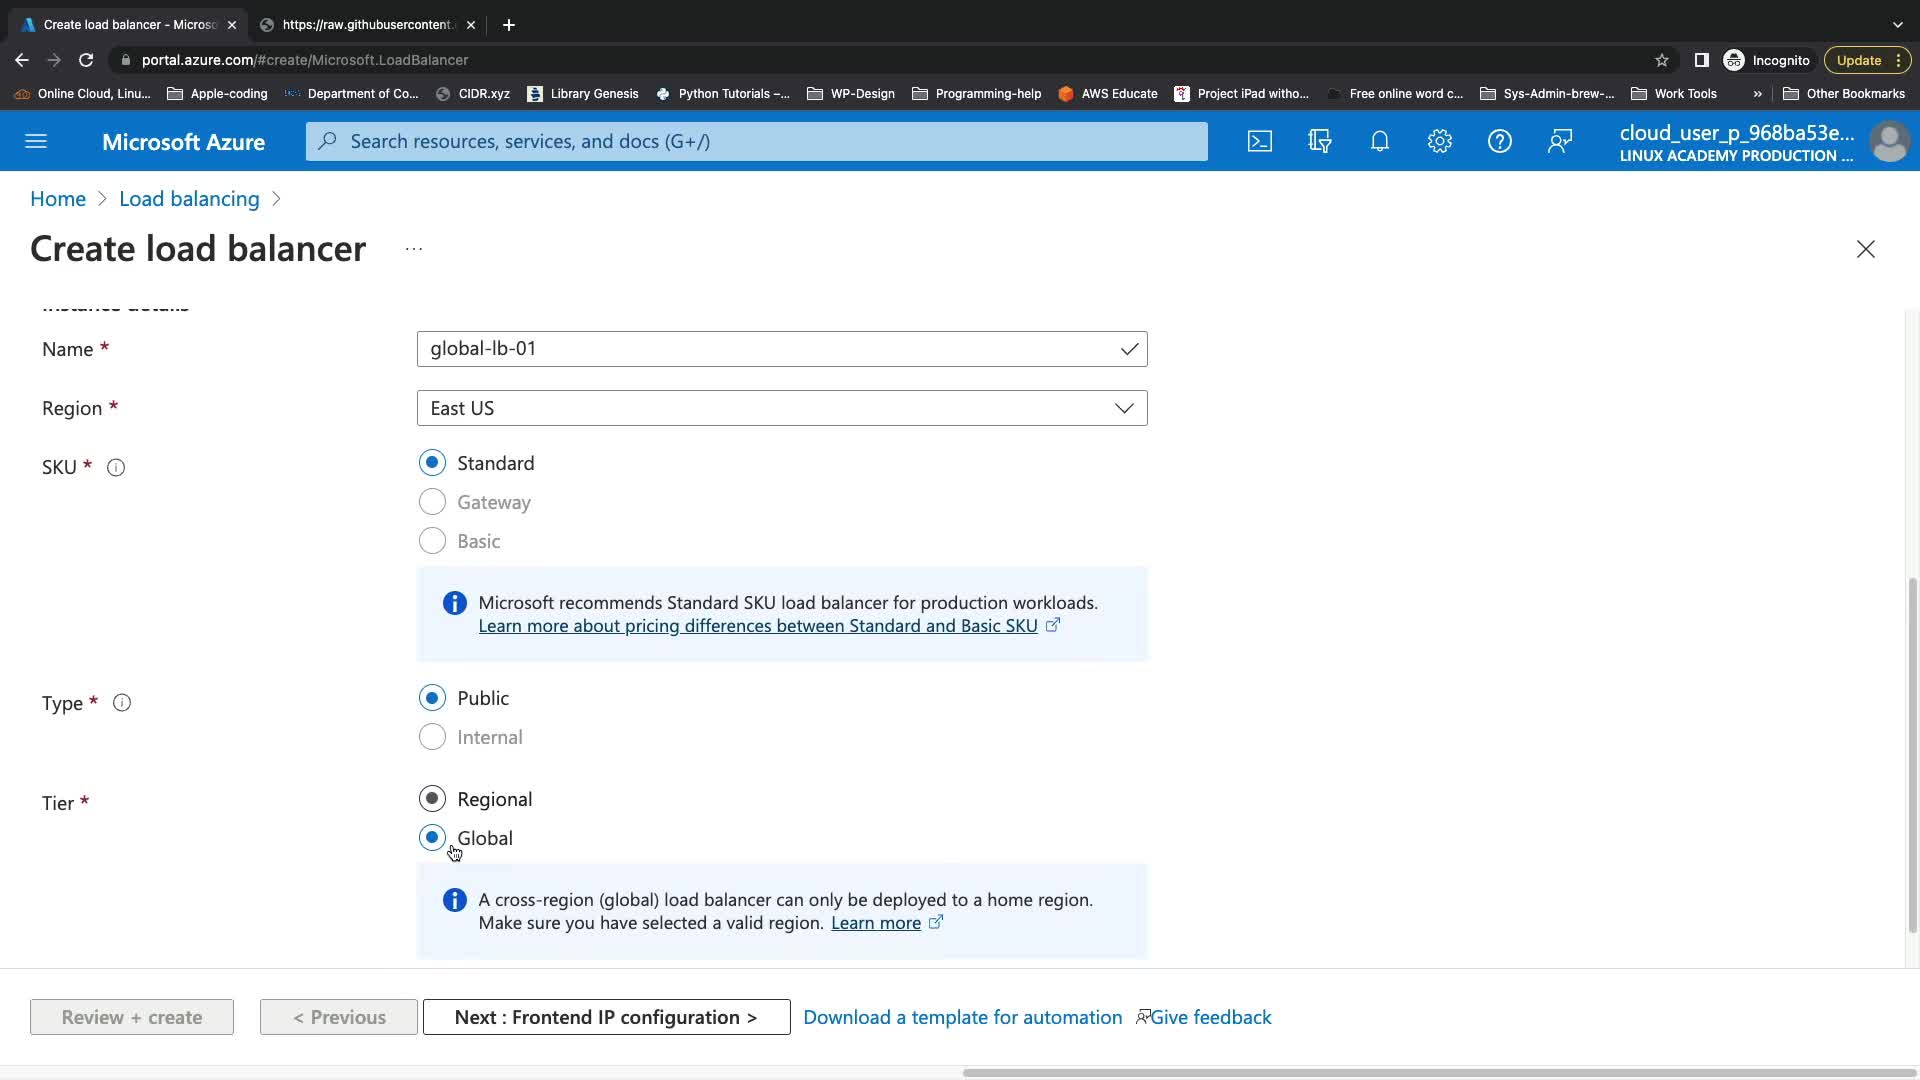 Create load balancer - Microso
https://raw.githubusercontent.
portal.azure.com/#create/Microsoft.LoadBalancer
Incognito
Update
Online Cloud, Linu...
Apple-coding
Department of Co...
CIDR.xyz
Library Genesis
Python Tutorials –...
WP-Design
Programming-help
AWS Educate
Project iPad witho...
Free online word c...
Sys-Admin-brew-...
Work Tools
»
Other Bookmarks
Microsoft Azure
Search resources, services, and docs (G+/)
cloud_user_p_968ba53e...
LINUX ACADEMY PRODUCTION ...
Home > Load balancing >
Create load balancer ...
Instance details
Name *
global-lb-01
Region *
East US
SKU *
Standard
Gateway
Basic
Microsoft recommends Standard SKU load balancer for production workloads.
Learn more about pricing differences between Standard and Basic SKU
Type *
Public
Internal
Tier *
Regional
Global
A cross-region (global) load balancer can only be deployed to a home region.
Make sure you have selected a valid region. Learn more
Review + create
< Previous
Next : Frontend IP configuration >
Download a template for automation
Give feedback